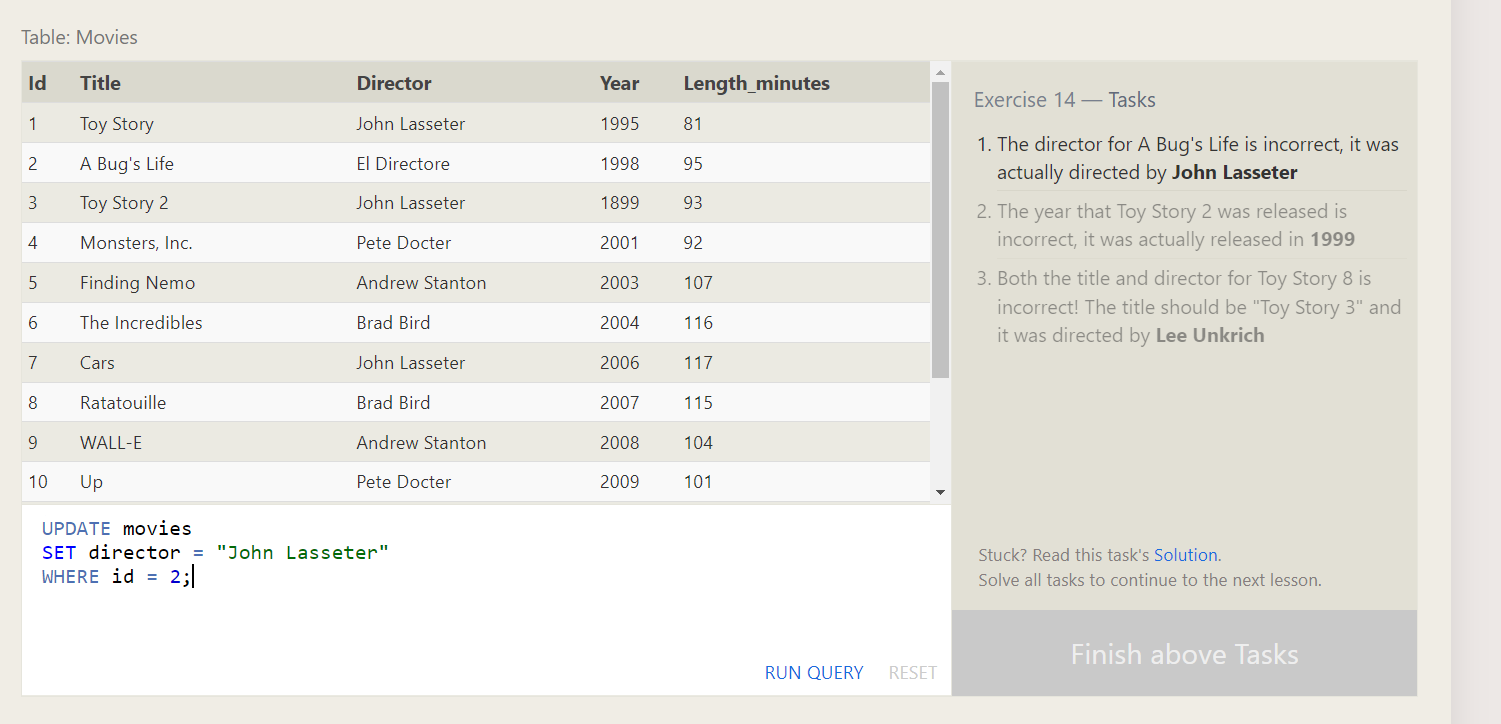 Table: Movies
Id Title Director Year Length_minutes
1 Toy Story John Lasseter 1995 81
2 A Bug's Life El Directore 1998 95
3 Toy Story 2 John Lasseter 1899 93
4 Monsters, Inc. Pete Docter 2001 92
5 Finding Nemo Andrew Stanton 2003 107
6 The Incredibles Brad Bird 2004 116
7 Cars John Lasseter 2006 117
8 Ratatouille Brad Bird 2007 115
9 WALL-E Andrew Stanton 2008 104
10 Up Pete Docter 2009 101
UPDATE movies
SET director = "John Lasseter"
WHERE id = 2;
RUN QUERY RESET
Exercise 14 — Tasks
1. The director for A Bug's Life is incorrect, it was
actually directed by John Lasseter
2. The year that Toy Story 2 was released is
incorrect, it was actually released in 1999
3. Both the title and director for Toy Story 8 is
incorrect! The title should be "Toy Story 3" and
it was directed by Lee Unkrich
Stuck? Read this task's Solution.
Solve all tasks to continue to the next lesson.
Finish above Tasks